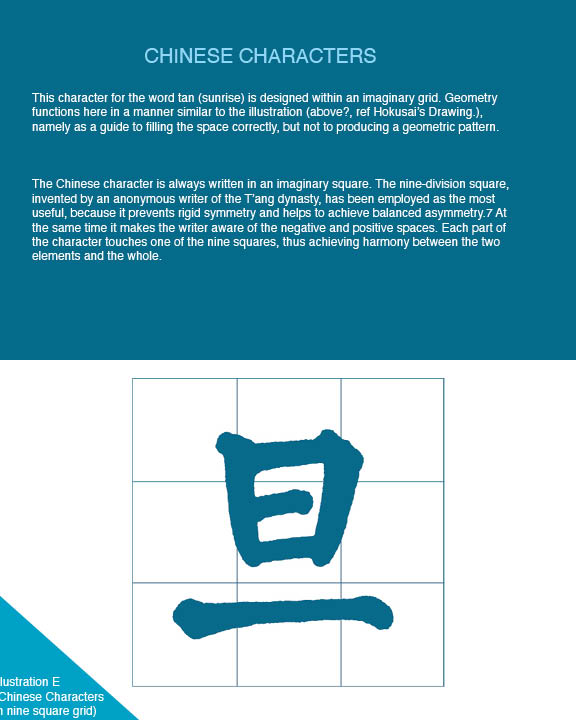 CHINESE CHARACTERS
This character for the word tan (sunrise) is designed within an imaginary grid. Geometry
functions here in a manner similar to the illustration (above?, ref Hokusai's Drawing.),
namely as a guide to filling the space correctly, but not to producing a geometric pattern.
The Chinese character is always written in an imaginary square. The nine-division square,
invented by an anonymous writer of the T'ang dynasty, has been employed as the most
useful, because it prevents rigid symmetry and helps to achieve balanced asymmetry.7 At
the same time it makes the writer aware of the negative and positive spaces. Each part of
the character touches one of the nine squares, thus achieving harmony between the two
elements and the whole.
旦
lustration E
Chinese Characters
n nine square grid)